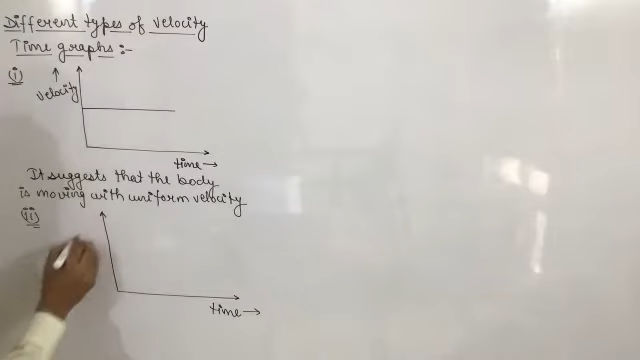 Different types of velocity
Time graphs :-
(i)
velocity
time →
It suggests that the body
is moving with uniform velocity
(ii)
time →